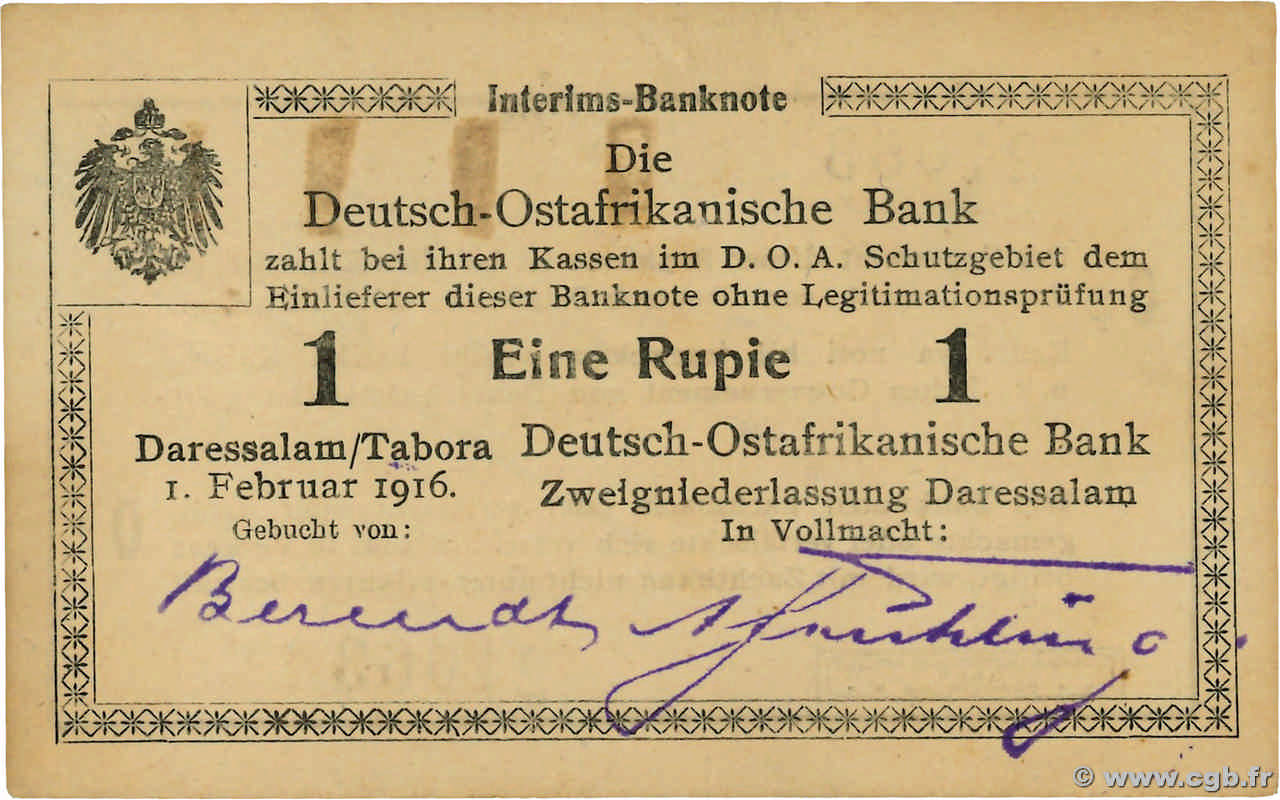 Interims-Banknote
Die
Deutsch-Ostafrikanische Bank
zahlt bei ihren Kassen im D. O. A. Schutzgebiet dem
Einlieferer dieser Banknote ohne Legitimationsprüfung
1 Eine Rupie 1
Daressalam/Tabora
1. Februar 1916.
Gebucht von:
Deutsch-Ostafrikanische Bank
Zweigniederlassung Daressalam
In Vollmacht:
Berendt
© www.cgb.fr